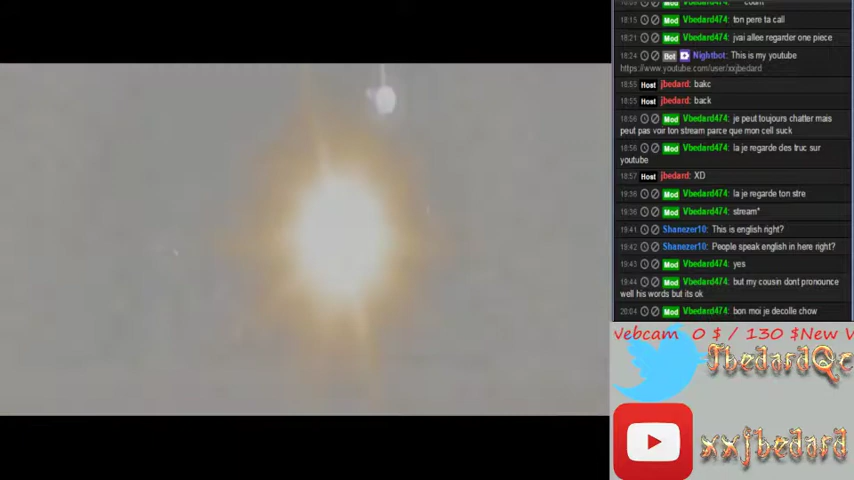 18:15 Mod Vbedard474: ton pere ta call
18:21 Mod Vbedard474: jvai allee regarder one piece
18:24 Bot Nightbot: This is my youtube
https://www.youtube.com/user/xxjbedard
18:55 Host jbedard: bakc
18:55 Host jbedard: back
18:56 Mod Vbedard474: je peut toujours chatter mais
peut pas voir ton stream parce que mon cell suck
18:56 Mod Vbedard474: la je regarde des truc sur
youtube
18:57 Host jbedard: XD
19:36 Mod Vbedard474: la je regarde ton stre
19:36 Mod Vbedard474: stream*
19:41 Shanezer10: This is english right?
19:42 Shanezer10: People speak english in here right?
19:43 Mod Vbedard474: yes
19:44 Mod Vbedard474: but my cousin dont pronounce
well his words but its ok
20:04 Mod Vbedard474: bon moi je decolle chow
Webcam 0 $ / 130 $New
JbedardQc
xxjbedard